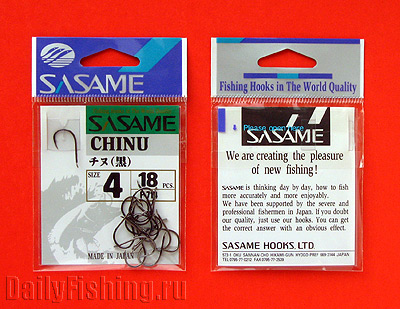 SASAME
SASAME
CHINU
チヌ(黒)
SIZE 4 18 PCS.
MADE IN JAPAN
Fishing Hooks in The World Quality
Please open Here
SASAME
We are creating the pleasure
of new fishing!
SASAME is thinking day by day, how to fish
more accurately and more enjoyably.
We have been supported by the severe and
professional fishermen in Japan. If you doubt
our quality, just use our hooks. You can get
the correct answer with an obvious effect.
SASAME HOOKS, LTD.
DailyFishing.ru